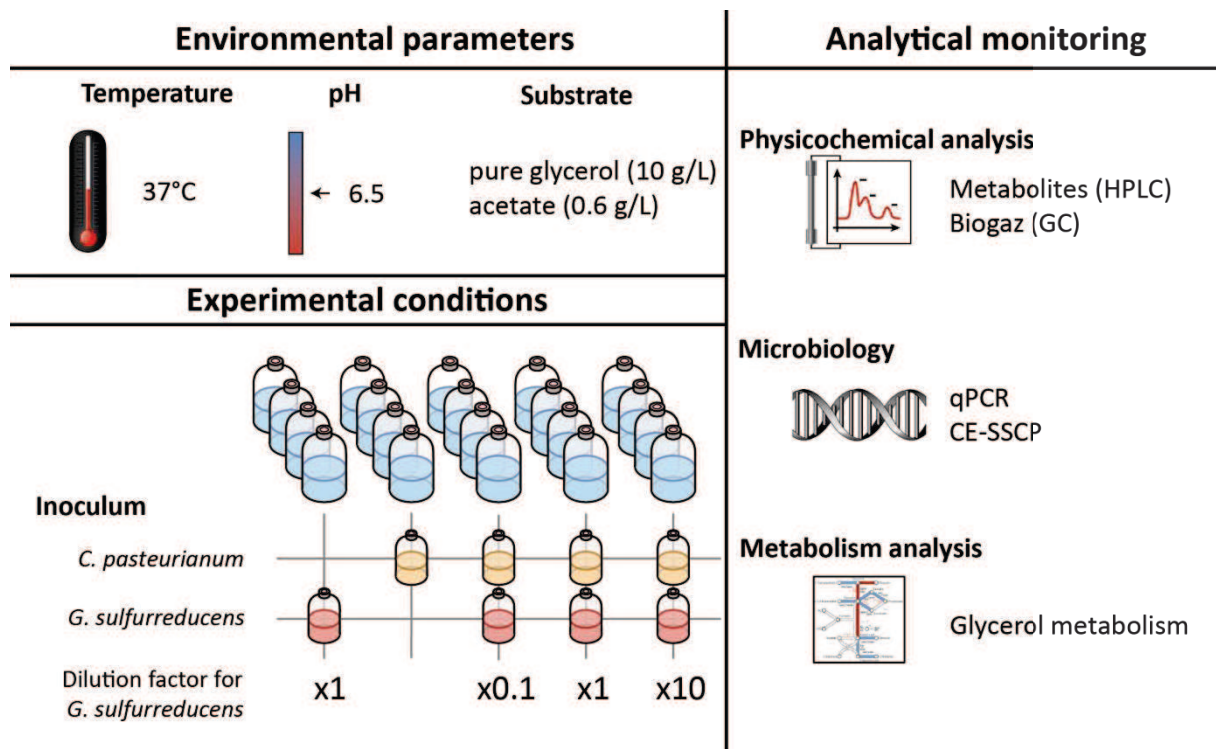 Environmental parameters
Temperature
pH
Substrate
37°C
6.5
pure glycerol (10 g/L)
acetate (0.6 g/L)
Experimental conditions
Inoculum
C. pasteurianum
G. sulfurreducens
Dilution factor for
G. sulfurreducens
x1
x0.1
x1
x10
Analytical monitoring
Physicochemical analysis
Metabolites (HPLC)
Biogaz (GC)
Microbiology
qPCR
CE-SSCP
Metabolism analysis
Glycerol metabolism